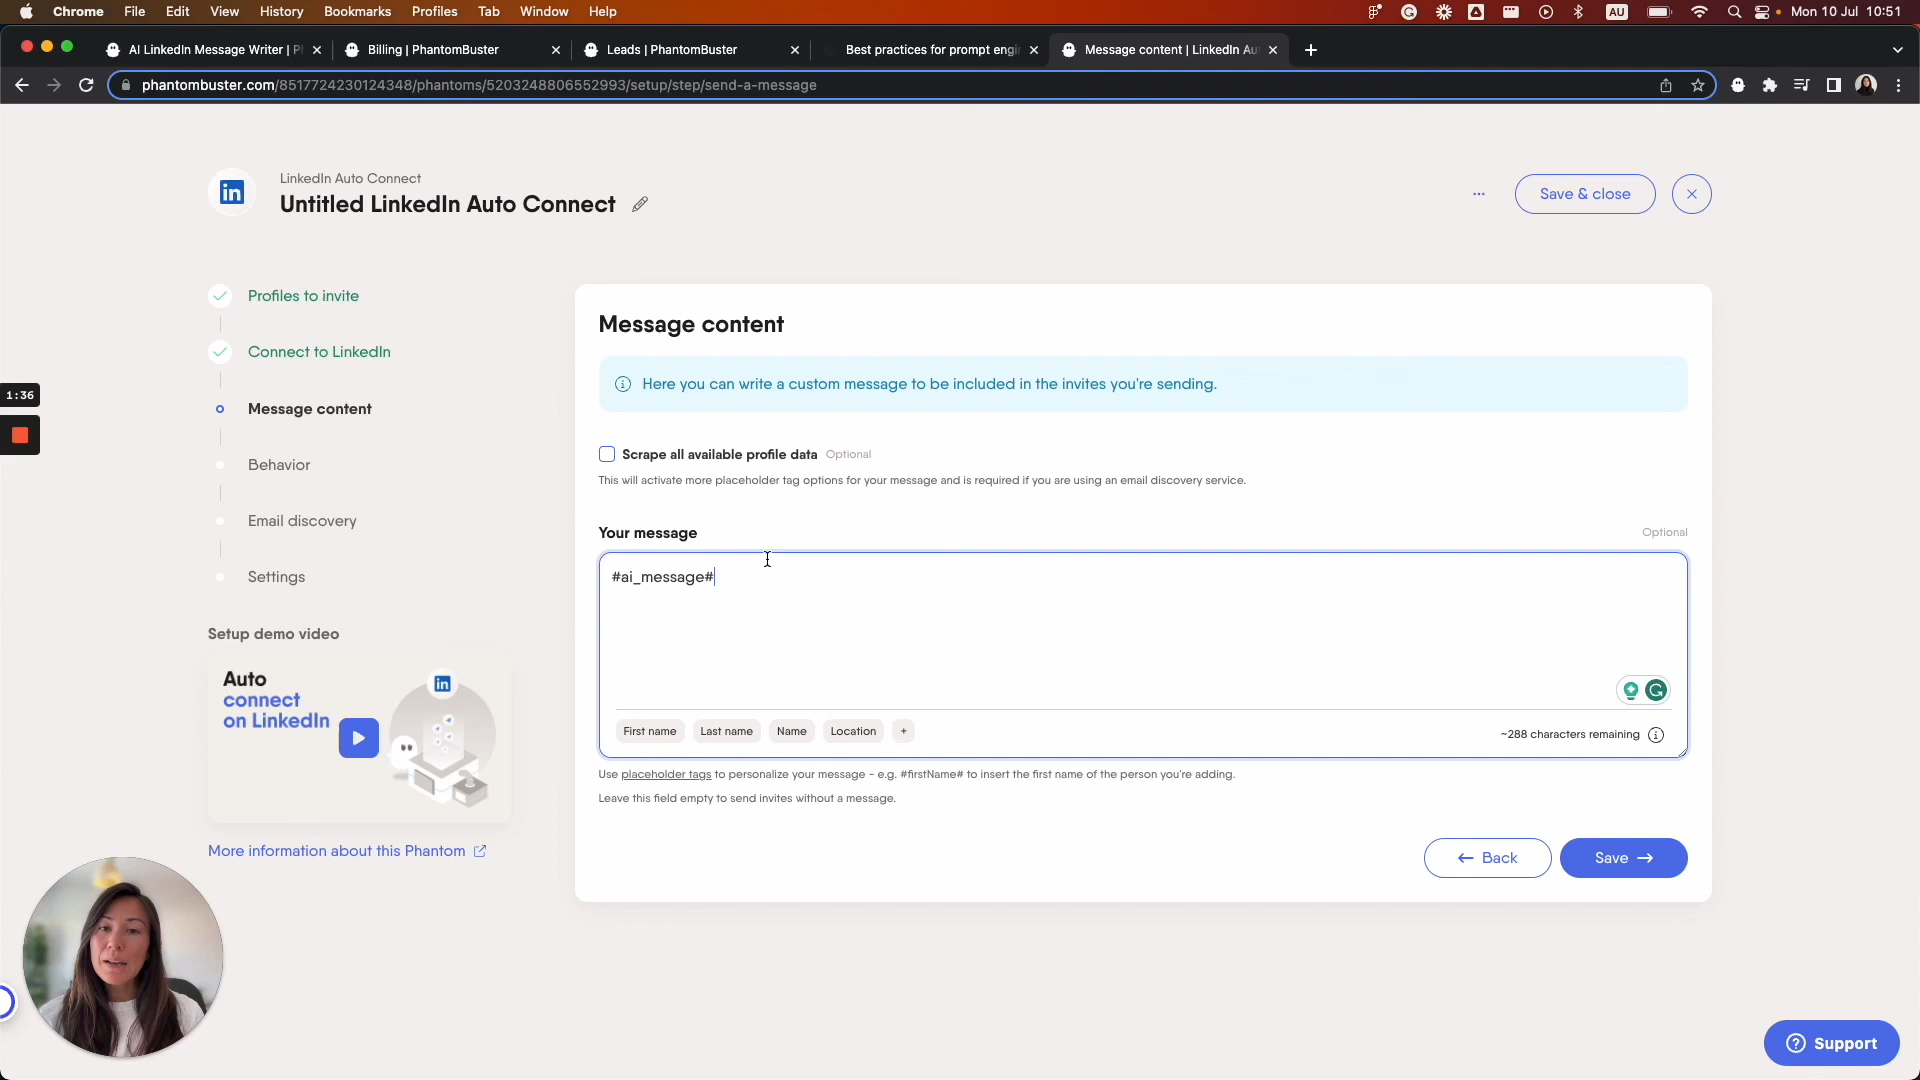 Chrome File Edit View History Bookmarks Profiles Tab Window Help
AU
Mon 10 Jul 10:51
AI LinkedIn Message Writer | P
Billing | PhantomBuster
Leads | PhantomBuster
Best practices for prompt engi
Message content | LinkedIn Au
phantombuster.com/8517724230124348/phantoms/5203248806552993/setup/step/send-a-message
LinkedIn Auto Connect
Untitled LinkedIn Auto Connect
Save & close
Profiles to invite
Connect to LinkedIn
Message content
Behavior
Email discovery
Settings
1:36
Setup demo video
Auto
connect
on LinkedIn
in
More information about this Phantom
Message content
Here you can write a custom message to be included in the invites you're sending.
Scrape all available profile data Optional
This will activate more placeholder tag options for your message and is required if you are using an email discovery service.
Your message
Optional
#ai_message#
First name
Last name
Name
Location
+
~288 characters remaining
Use placeholder tags to personalize your message – e.g. #firstName# to insert the first name of the person you're adding.
Leave this field empty to send invites without a message.
← Back
Save →
Support